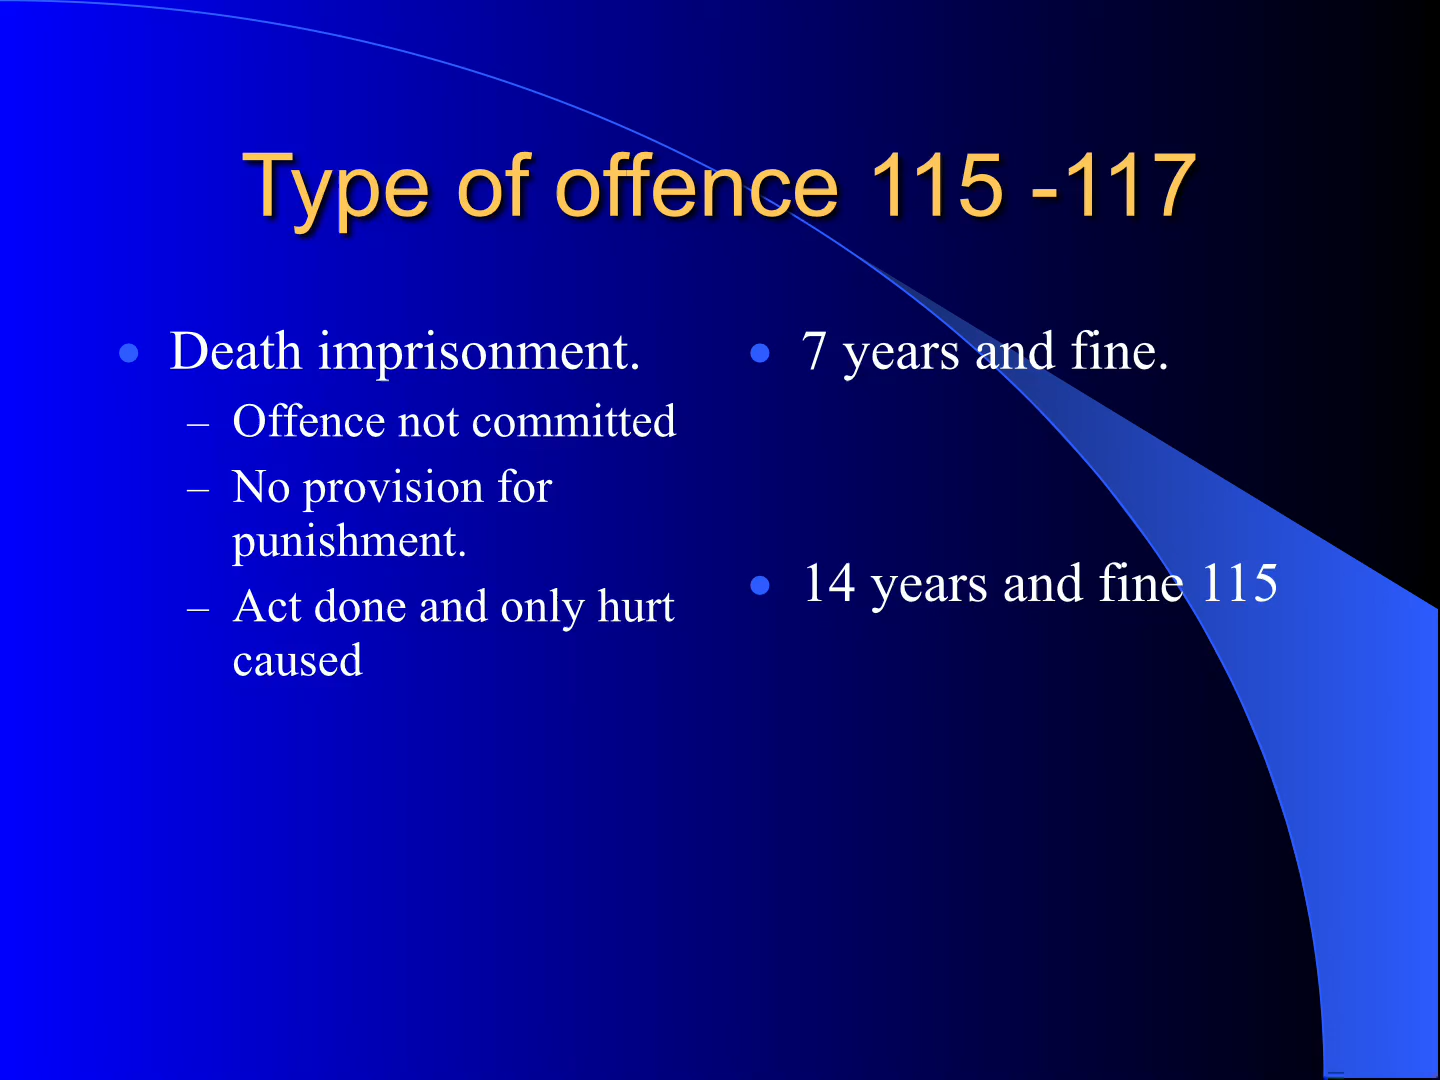 Type of offence 115 -117
• Death imprisonment.
– Offence not committed
– No provision for
punishment.
– Act done and only hurt
caused
• 7 years and fine.
• 14 years and fine 115